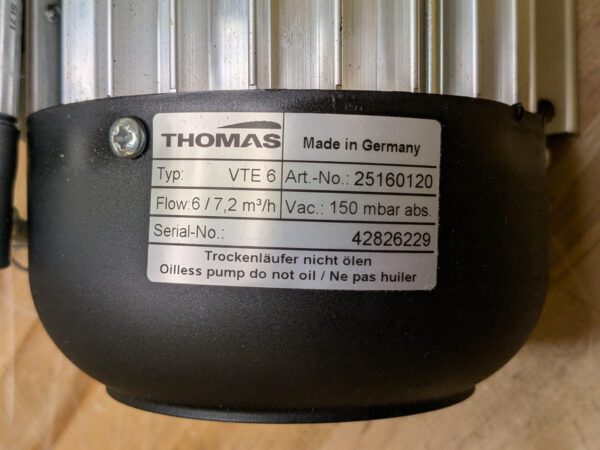 THOMAS
Made in Germany
Typ: VTE 6
Art.-No.: 25160120
Flow:6 / 7,2 m³/h
Vac.: 150 mbar abs.
Serial-No.: 42826229
Trockenläufer nicht ölen
Oilless pump do not oil / Ne pas huiler